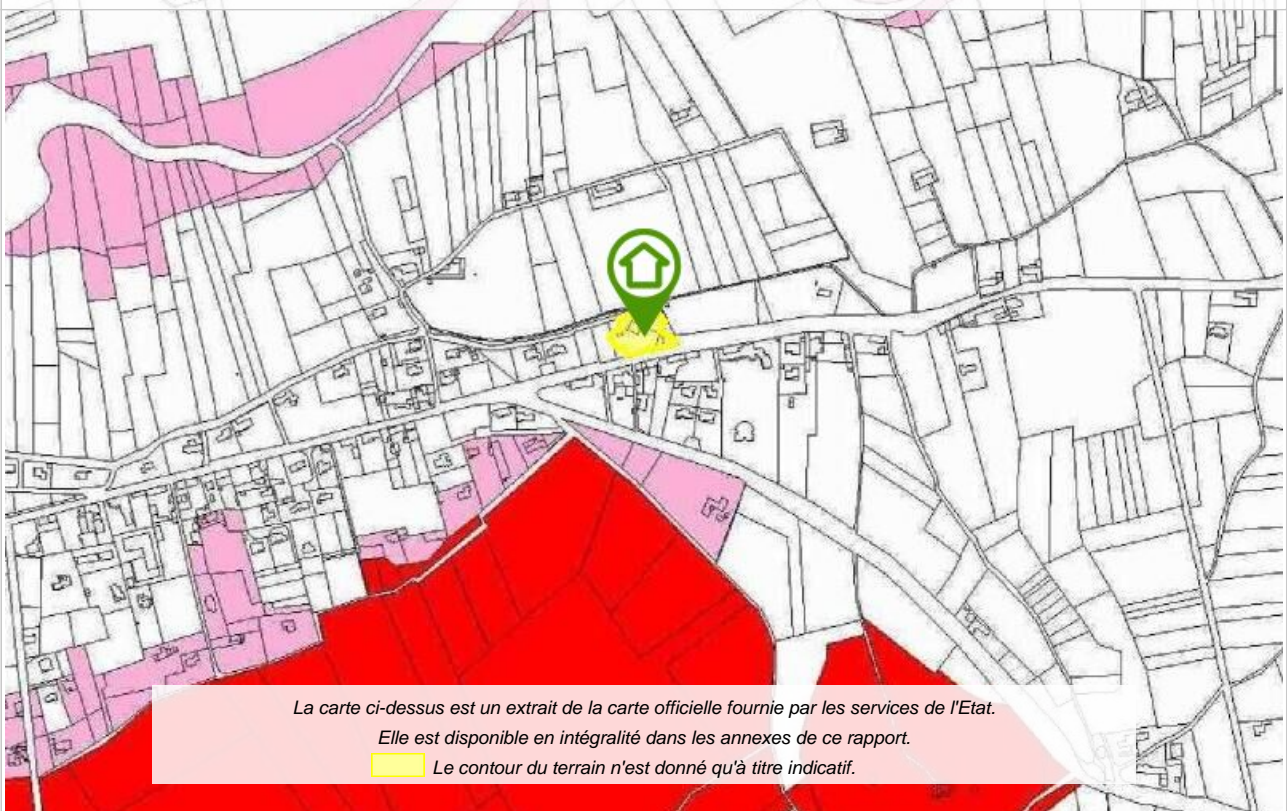 La carte ci-dessus est un extrait de la carte officielle fournie par les services de l'Etat.
Elle est disponible en intégralité dans les annexes de ce rapport.
Le contour du terrain n'est donné qu'à titre indicatif.